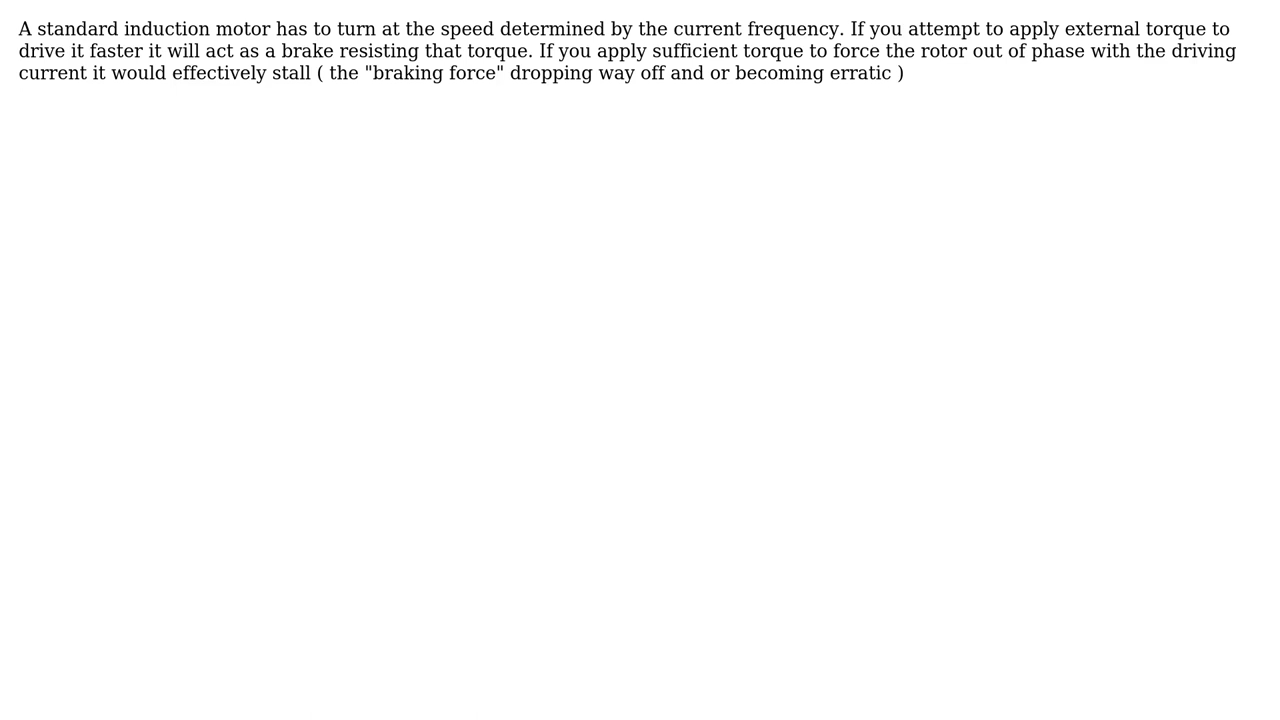 A standard induction motor has to turn at the speed determined by the current frequency. If you attempt to apply external torque to
drive it faster it will act as a brake resisting that torque. If you apply sufficient torque to force the rotor out of phase with the driving
current it would effectively stall ( the "braking force" dropping way off and or becoming erratic )